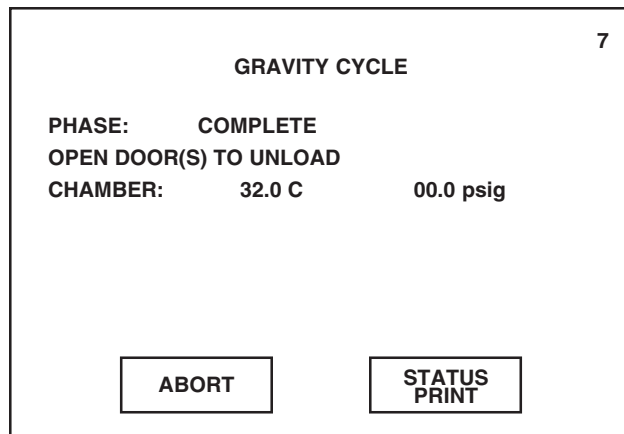 7
GRAVITY CYCLE
PHASE: COMPLETE
OPEN DOOR(S) TO UNLOAD
CHAMBER: 32.0 C 00.0 psig
ABORT
STATUS
PRINT